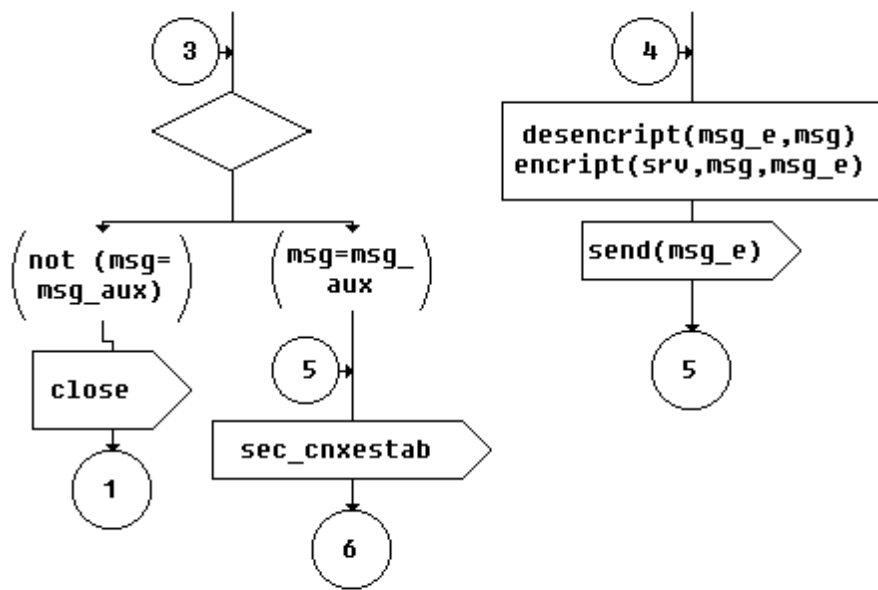 3
not (msg=
msg_aux)
close
1
msg=msg_
aux
5
sec_cnxestab
6
4
desencript(msg_e,msg)
encript(srv,msg,msg_e)
send(msg_e)
5